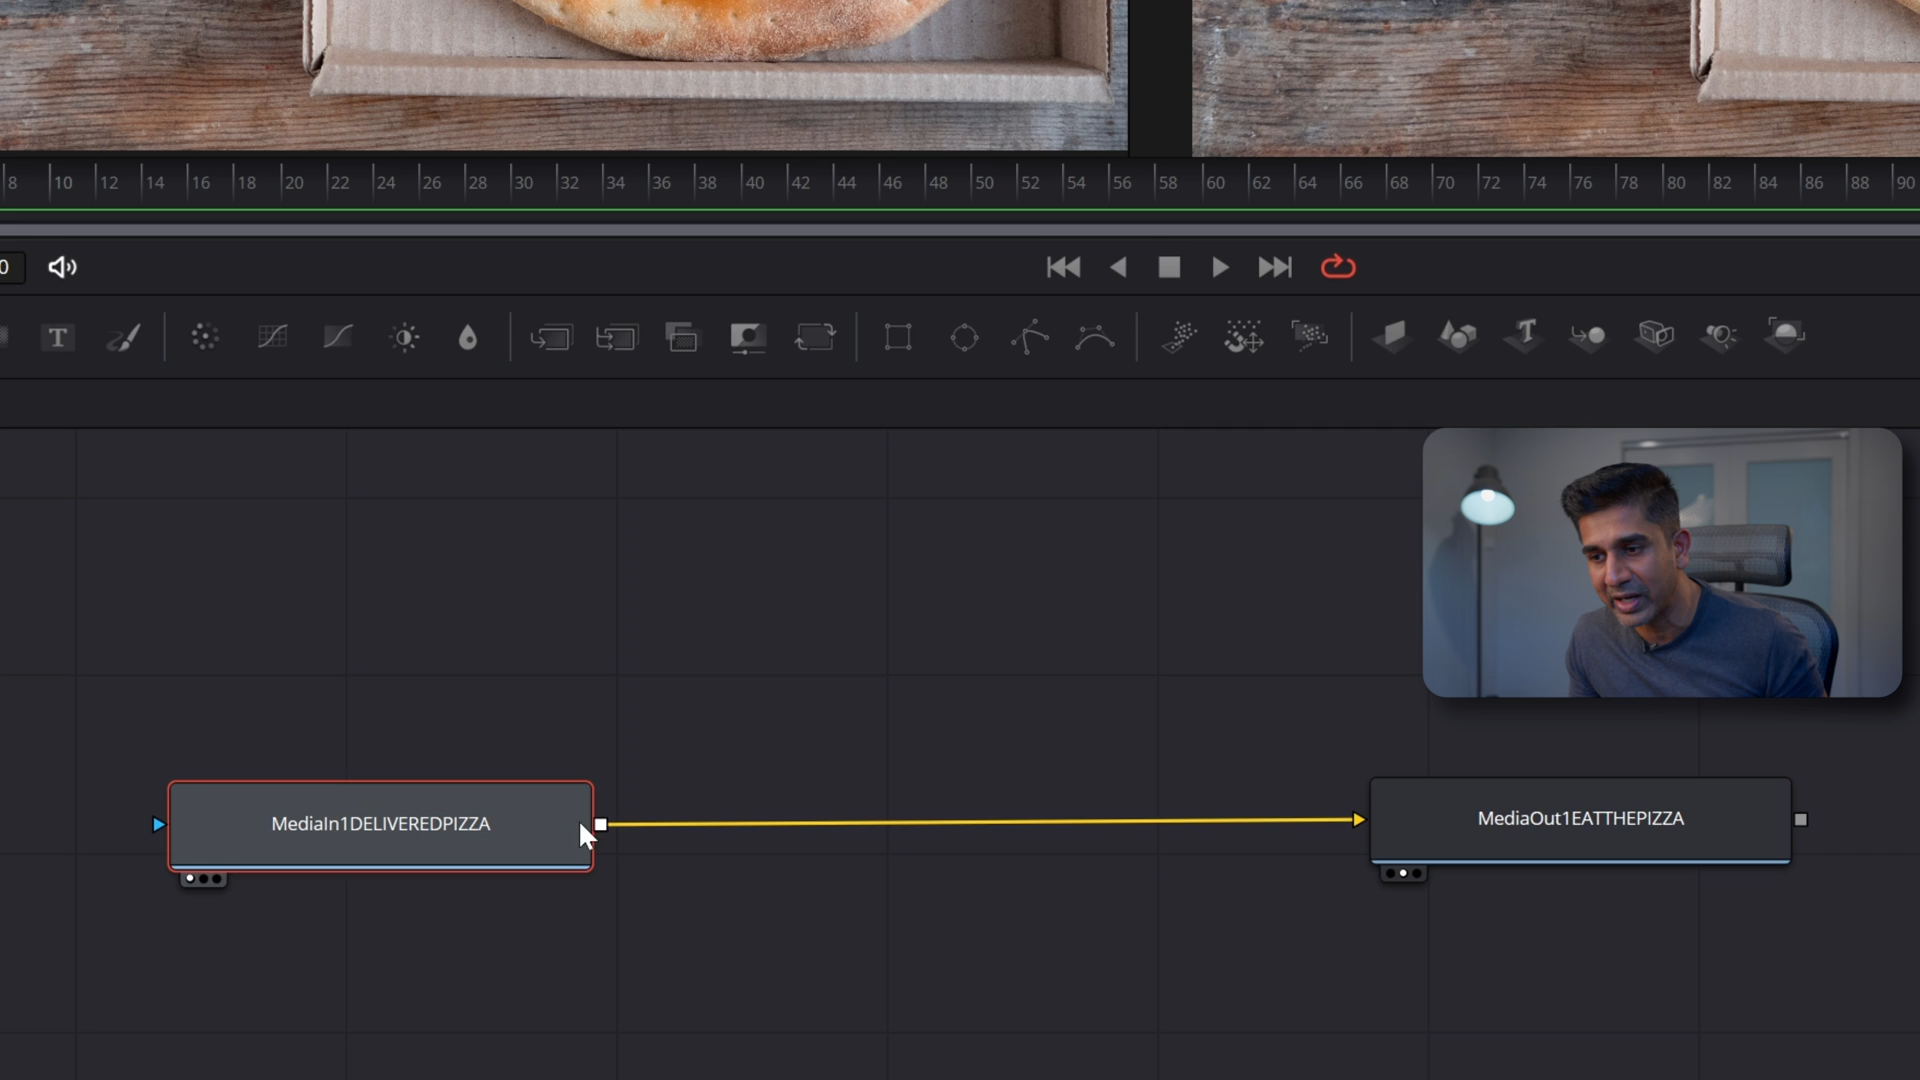 8 10 12 14 16 18 20 22 24 26 28 30 32 34 36 38 40 42 44 46 48 50 52 54 56 58 60 62 64 66 68 70 72 74 76 78 80 82 84 86 88 90
0
T
T
MediaIn1DELIVEREDPIZZA
MediaOut1EATTHEPIZZA